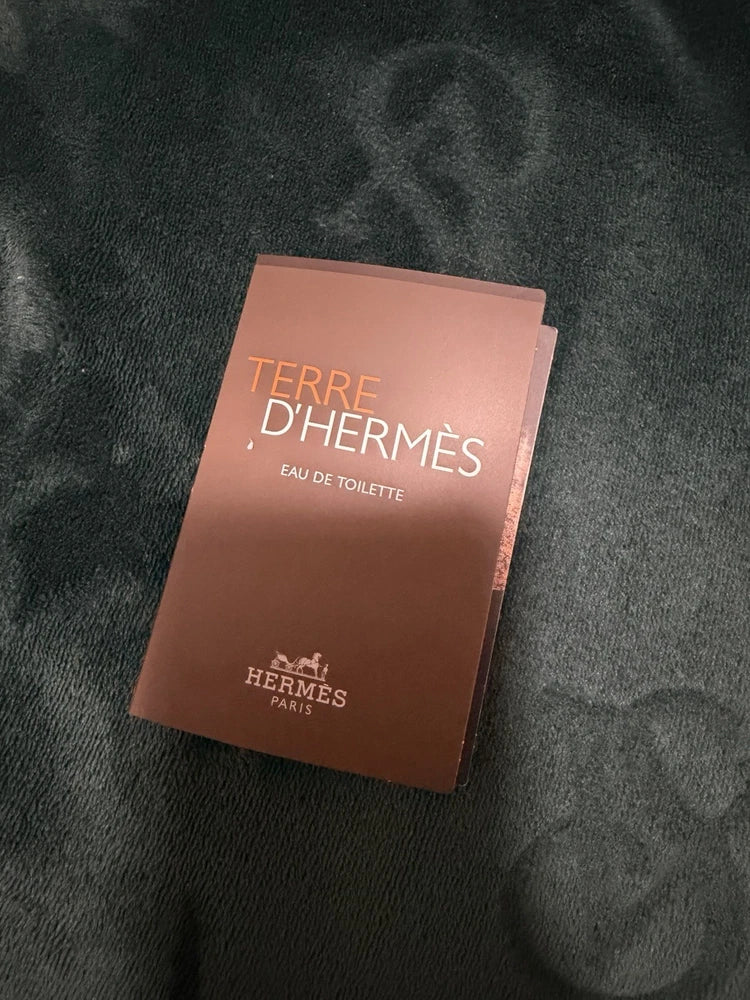 TERRE
D'HERMÈS
EAU DE TOILETTE
HERMÈS
PARIS